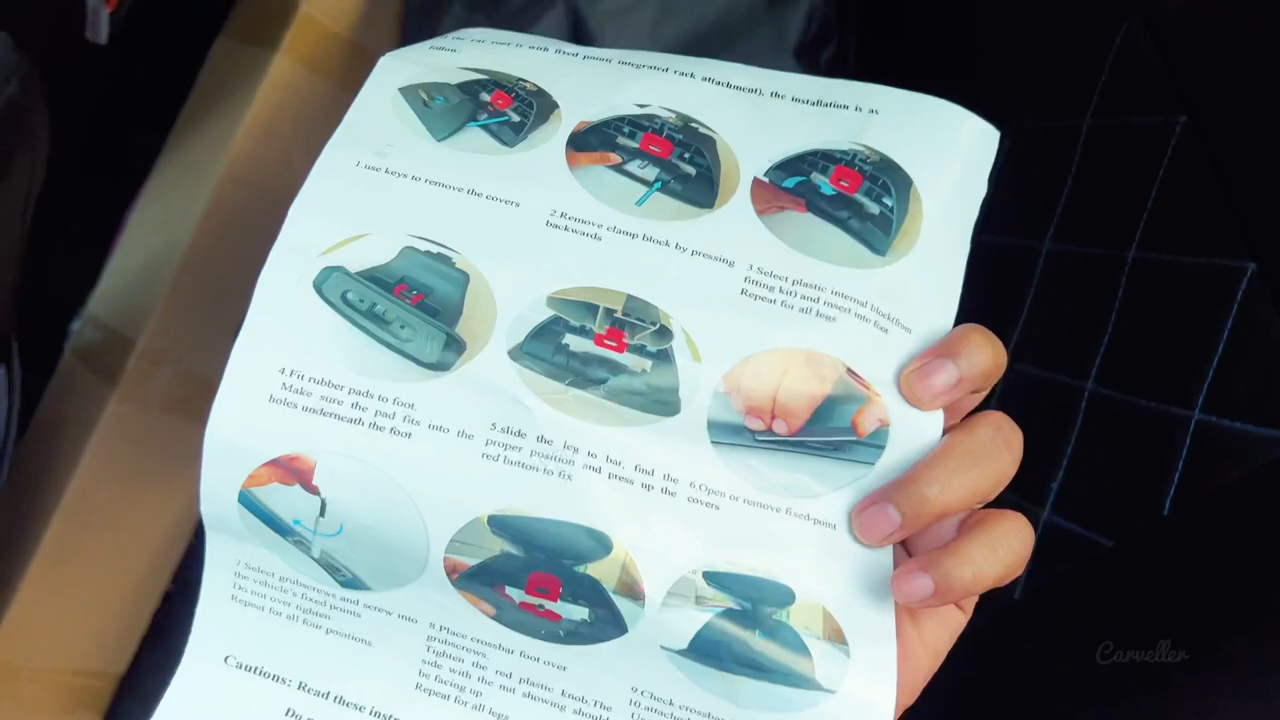 the car roof is with fixed point( integrated rack attachment), the installation is as
follow
1.use keys to remove the covers
2.Remove clamp block by pressing
backwards
3.Select plastic internal block(from
fitting kit) and insert into foot
Repeat for all legs
4.Fit rubber pads to foot.
Make sure the pad fits into the
holes underneath the foot
5.slide the leg to bar, find the
proper position and press up the
red button to fix
6.Open or remove fixed-point
covers
7.Select grubscrews and screw into
the vehicle's fixed points
Do not over tighten.
Repeat for all four positions.
8.Place crossbar foot over
grubscrews.
Tighten the red plastic knob.The
side with the nut showing should
be facing up
Repeat for all legs
9.Check crossba
10.attached
Cautions: Read these instr
Do
Carveller